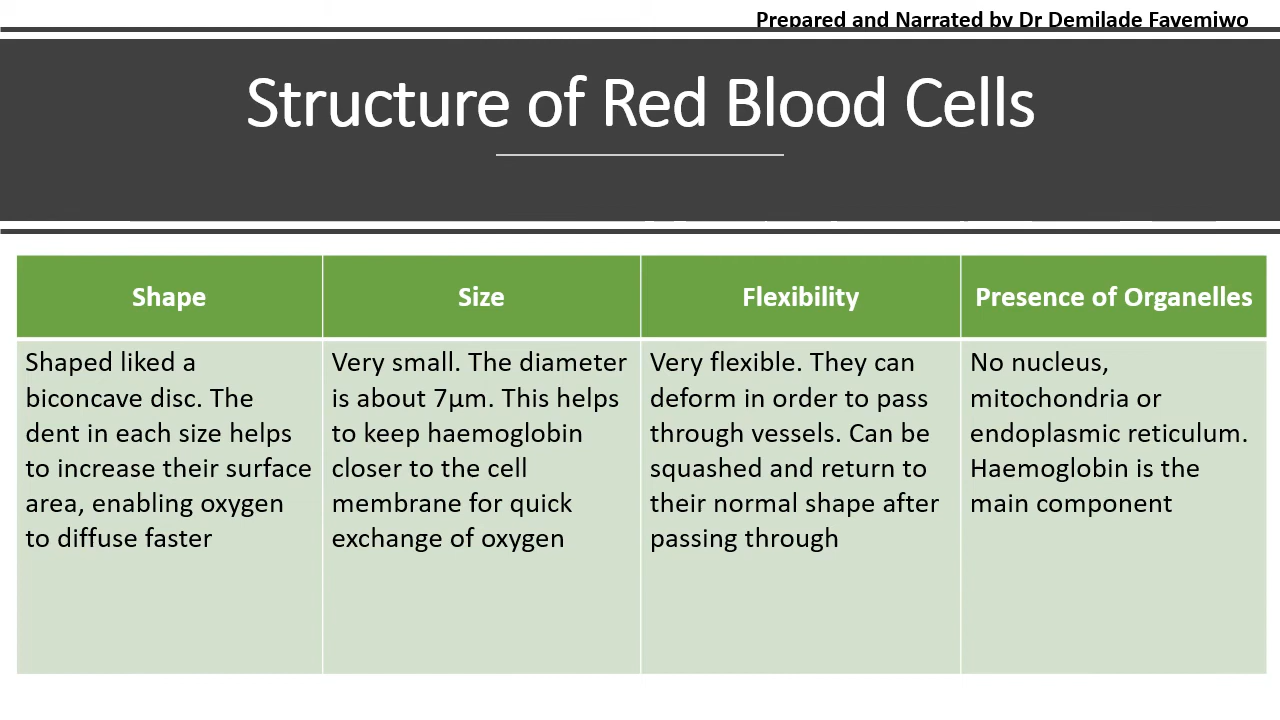 Prepared and Narrated by Dr Demilade Fayemiwo
Structure of Red Blood Cells
Shape
Size
Flexibility
Presence of Organelles
Shaped liked a
biconcave disc. The
dent in each size helps
to increase their surface
area, enabling oxygen
to diffuse faster
Very small. The diameter
is about 7µm. This helps
to keep haemoglobin
closer to the cell
membrane for quick
exchange of oxygen
Very flexible. They can
deform in order to pass
through vessels. Can be
squashed and return to
their normal shape after
passing through
No nucleus,
mitochondria or
endoplasmic reticulum.
Haemoglobin is the
main component